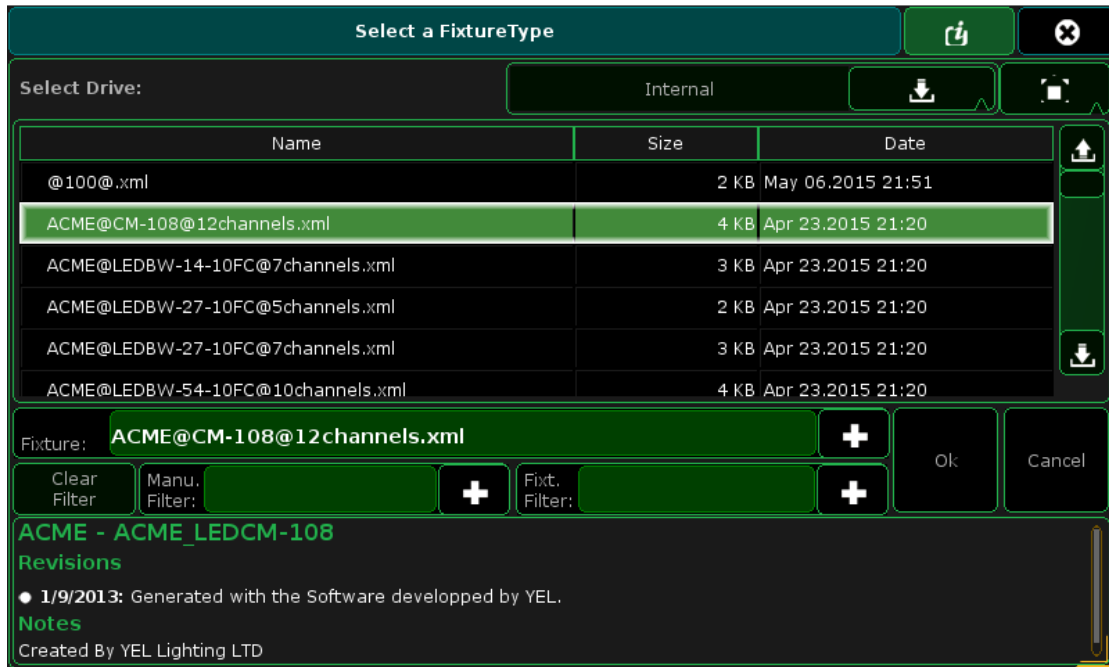 Select a FixtureType
Select Drive: Internal
Name Size Date
@100@.xml 2 KB May 06.2015 21:51
ACME@CM-108@12channels.xml 4 KB Apr 23.2015 21:20
ACME@LEDBW-14-10FC@7channels.xml 3 KB Apr 23.2015 21:20
ACME@LEDBW-27-10FC@5channels.xml 2 KB Apr 23.2015 21:20
ACME@LEDBW-27-10FC@7channels.xml 3 KB Apr 23.2015 21:20
ACME@LEDBW-54-10FC@10channels.xml 4 KB Apr 23.2015 21:20
Fixture: ACME@CM-108@12channels.xml
Ok Cancel
Clear Filter
Manu. Filter:
Fixt. Filter:
ACME - ACME_LEDCM-108
Revisions
● 1/9/2013: Generated with the Software developped by YEL.
Notes
Created By YEL Lighting LTD